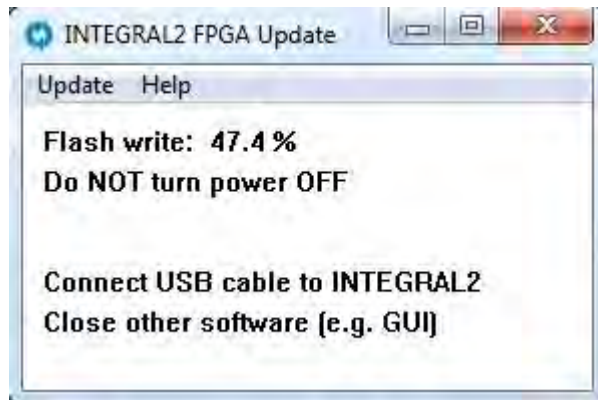 INTEGRAL2 FPGA Update
Update Help
Flash write: 47.4 %
Do NOT turn power OFF
Connect USB cable to INTEGRAL2
Close other software (e.g. GUI)